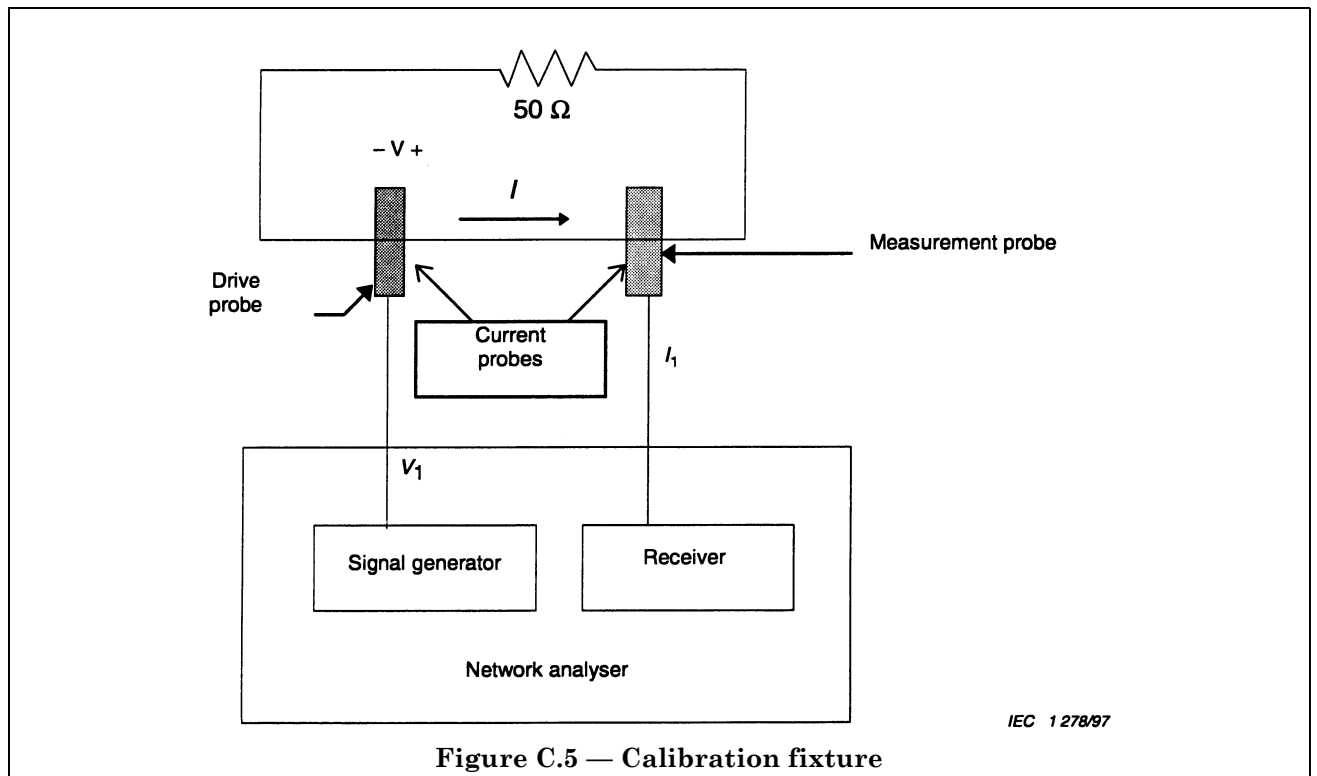 50 Ω
– V +
I
Measurement probe
Drive
probe
Current
probes
I1
V1
Signal generator
Receiver
Network analyser
IEC 1 278/97
Figure C.5 — Calibration fixture